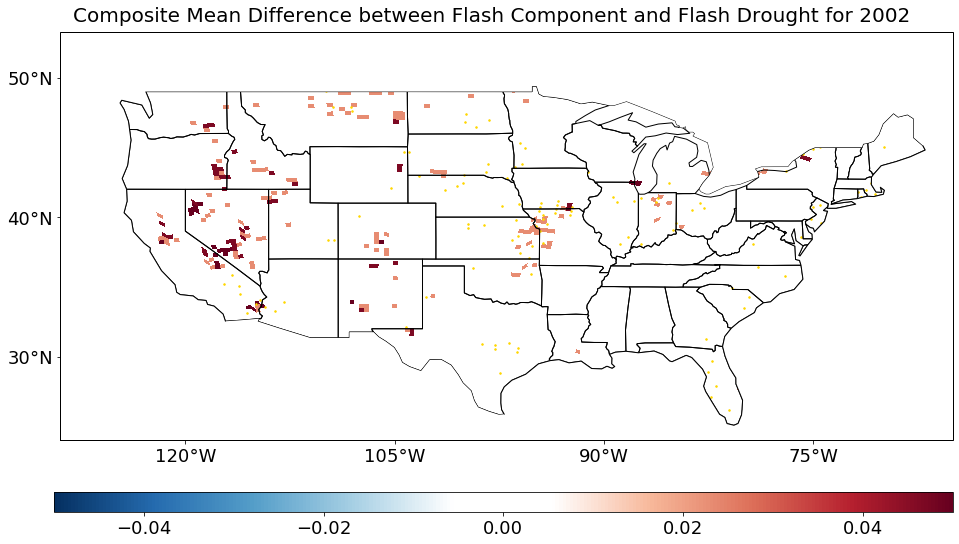 Composite Mean Difference between Flash Component and Flash Drought for 2002
50°N
40°N
30°N
120°W 105°W 90°W 75°W
−0.04 −0.02 0.00 0.02 0.04